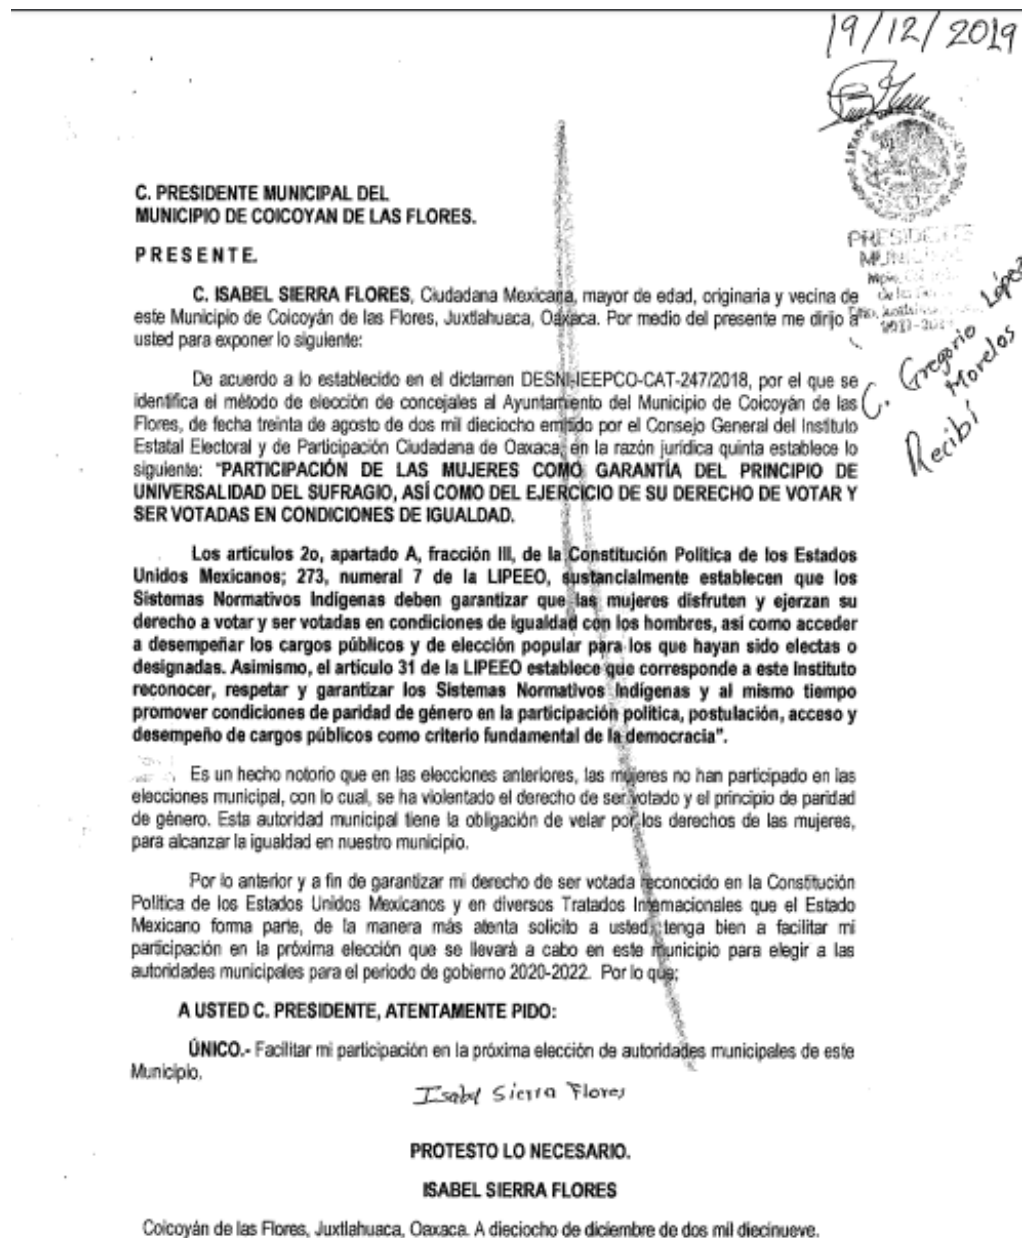 19/12/2019
C. PRESIDENTE MUNICIPAL DEL
MUNICIPIO DE COICOYAN DE LAS FLORES.
P R E S E N T E.
PRESIDENTE
MUNICIPAL
C. Gregorio López
Morelos
Recibí
C. ISABEL SIERRA FLORES, Ciudadana Mexicana, mayor de edad, originaria y vecina de
este Municipio de Coicoyán de las Flores, Juxtlahuaca, Oaxaca. Por medio del presente me dirijo a
usted para exponer lo siguiente:
De acuerdo a lo establecido en el dictamen DESNI-IEEPCO-CAT-247/2018, por el que se
identifica el método de elección de concejales al Ayuntamiento del Municipio de Coicoyán de las
Flores, de fecha treinta de agosto de dos mil dieciocho emitido por el Consejo General del Instituto
Estatal Electoral y de Participación Ciudadana de Oaxaca, en la razón jurídica quinta establece lo
siguiente: "PARTICIPACIÓN DE LAS MUJERES COMO GARANTÍA DEL PRINCIPIO DE
UNIVERSALIDAD DEL SUFRAGIO, ASÍ COMO DEL EJERCICIO DE SU DERECHO DE VOTAR Y
SER VOTADAS EN CONDICIONES DE IGUALDAD.
Los artículos 2o, apartado A, fracción III, de la Constitución Política de los Estados
Unidos Mexicanos; 273, numeral 7 de la LIPEEO, sustancialmente establecen que los
Sistemas Normativos Indígenas deben garantizar que las mujeres disfruten y ejerzan su
derecho a votar y ser votadas en condiciones de igualdad con los hombres, así como acceder
a desempeñar los cargos públicos y de elección popular para los que hayan sido electas o
designadas. Asimismo, el artículo 31 de la LIPEEO establece que corresponde a este Instituto
reconocer, respetar y garantizar los Sistemas Normativos Indígenas y al mismo tiempo
promover condiciones de paridad de género en la participación política, postulación, acceso y
desempeño de cargos públicos como criterio fundamental de la democracia".
Es un hecho notorio que en las elecciones anteriores, las mujeres no han participado en las
elecciones municipal, con lo cual, se ha violentado el derecho de ser votado y el principio de paridad
de género. Esta autoridad municipal tiene la obligación de velar por los derechos de las mujeres,
para alcanzar la igualdad en nuestro municipio.
Por lo anterior y a fin de garantizar mi derecho de ser votada reconocido en la Constitución
Política de los Estados Unidos Mexicanos y en diversos Tratados Internacionales que el Estado
Mexicano forma parte, de la manera más atenta solicito a usted, tenga bien a facilitar mi
participación en la próxima elección que se llevará a cabo en este municipio para elegir a las
autoridades municipales para el periodo de gobierno 2020-2022. Por lo que;
A USTED C. PRESIDENTE, ATENTAMENTE PIDO:
ÚNICO.- Facilitar mi participación en la próxima elección de autoridades municipales de este
Municipio.
Isabel Sierra Flores
PROTESTO LO NECESARIO.
ISABEL SIERRA FLORES
Coicoyán de las Flores, Juxtlahuaca, Oaxaca. A dieciocho de diciembre de dos mil diecinueve.